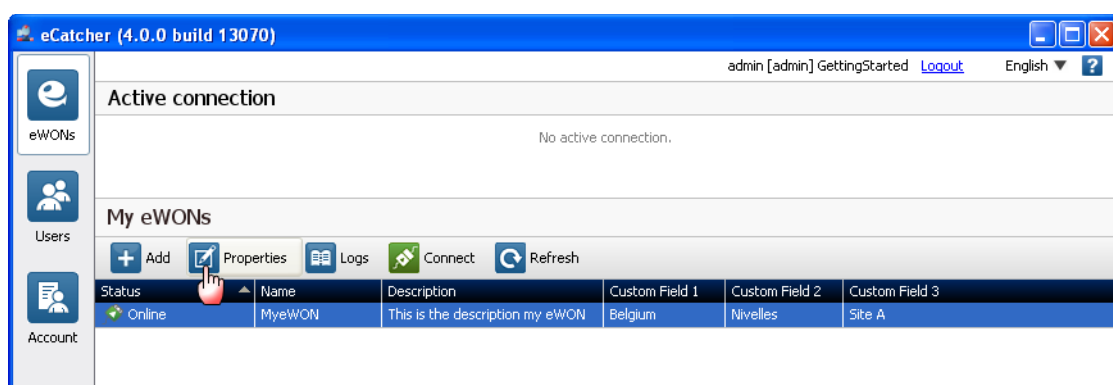 eCatcher (4.0.0 build 13070)
admin [admin] GettingStarted Logout English ?
eWONs
Active connection
No active connection.
Users
My eWONs
Add Properties Logs Connect Refresh
Status Name Description Custom Field 1 Custom Field 2 Custom Field 3
Online MyeWON This is the description my eWON Belgium Nivelles Site A
Account